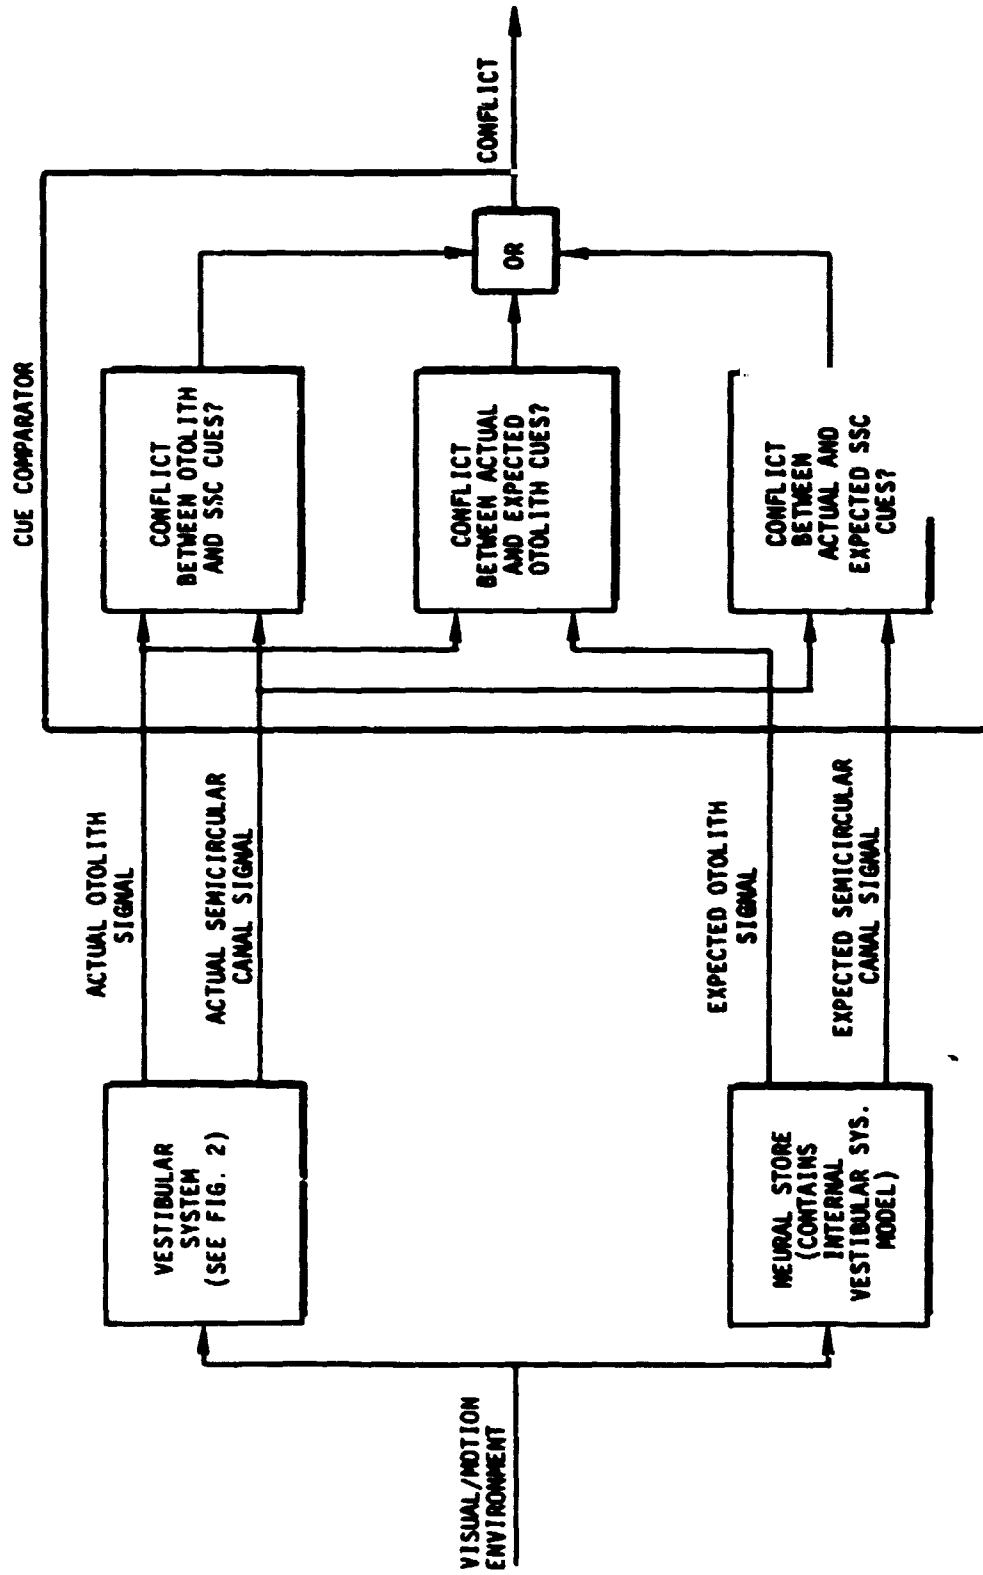 VISUAL/MOTION
ENVIRONMENT
VESTIBULAR
SYSTEM
(SEE FIG. 2)
NEURAL STORE
(CONTAINS
INTERNAL
VESTIBULAR SYS.
MODEL)
ACTUAL OTOLITH
SIGNAL
ACTUAL SEMICIRCULAR
CANAL SIGNAL
EXPECTED OTOLITH
SIGNAL
EXPECTED SEMICIRCULAR
CANAL SIGNAL
CUE COMPARATOR
CONFLICT
BETWEEN OTOLITH
AND SSC CUES?
CONFLICT
BETWEEN ACTUAL
AND EXPECTED
OTOLITH CUES?
CONFLICT
BETWEEN
ACTUAL AND
EXPECTED SSC
CUES?
OR
CONFLICT